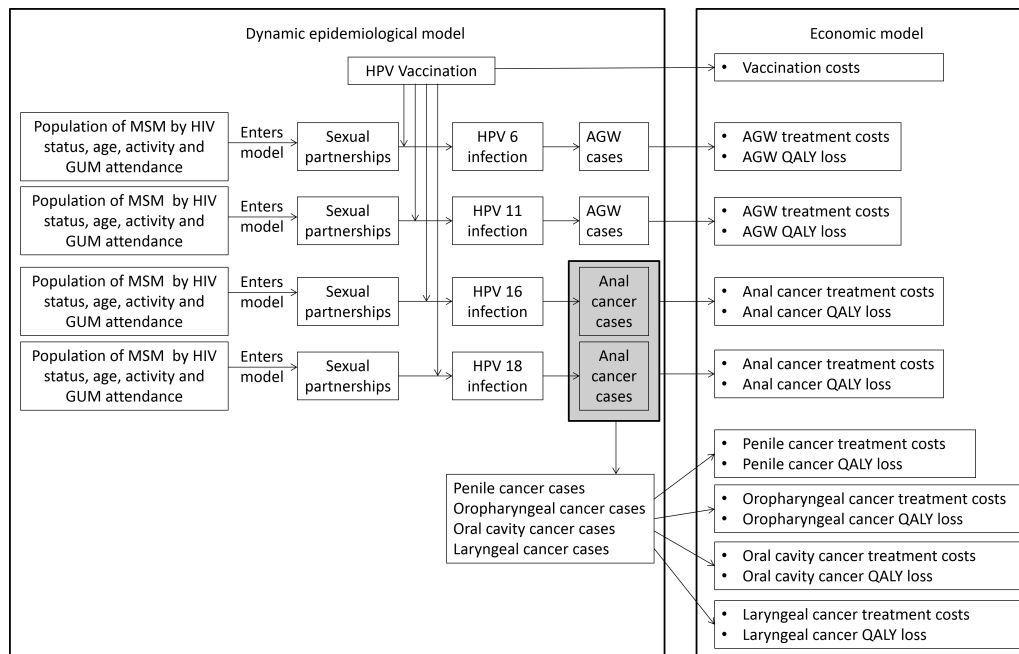 Dynamic epidemiological model
Economic model
HPV Vaccination
• Vaccination costs
Population of MSM by HIV
status, age, activity and
GUM attendance
Enters
model
Sexual
partnerships
HPV 6
infection
AGW
cases
• AGW treatment costs
• AGW QALY loss
Population of MSM by HIV
status, age, activity and
GUM attendance
Enters
model
Sexual
partnerships
HPV 11
infection
AGW
cases
• AGW treatment costs
• AGW QALY loss
Population of MSM by HIV
status, age, activity and
GUM attendance
Enters
model
Sexual
partnerships
HPV 16
infection
Anal
cancer
cases
• Anal cancer treatment costs
• Anal cancer QALY loss
Population of MSM by HIV
status, age, activity and
GUM attendance
Enters
model
Sexual
partnerships
HPV 18
infection
Anal
cancer
cases
• Anal cancer treatment costs
• Anal cancer QALY loss
Penile cancer cases
Oropharyngeal cancer cases
Oral cavity cancer cases
Laryngeal cancer cases
• Penile cancer treatment costs
• Penile cancer QALY loss
• Oropharyngeal cancer treatment costs
• Oropharyngeal cancer QALY loss
• Oral cavity cancer treatment costs
• Oral cavity cancer QALY loss
• Laryngeal cancer treatment costs
• Laryngeal cancer QALY loss